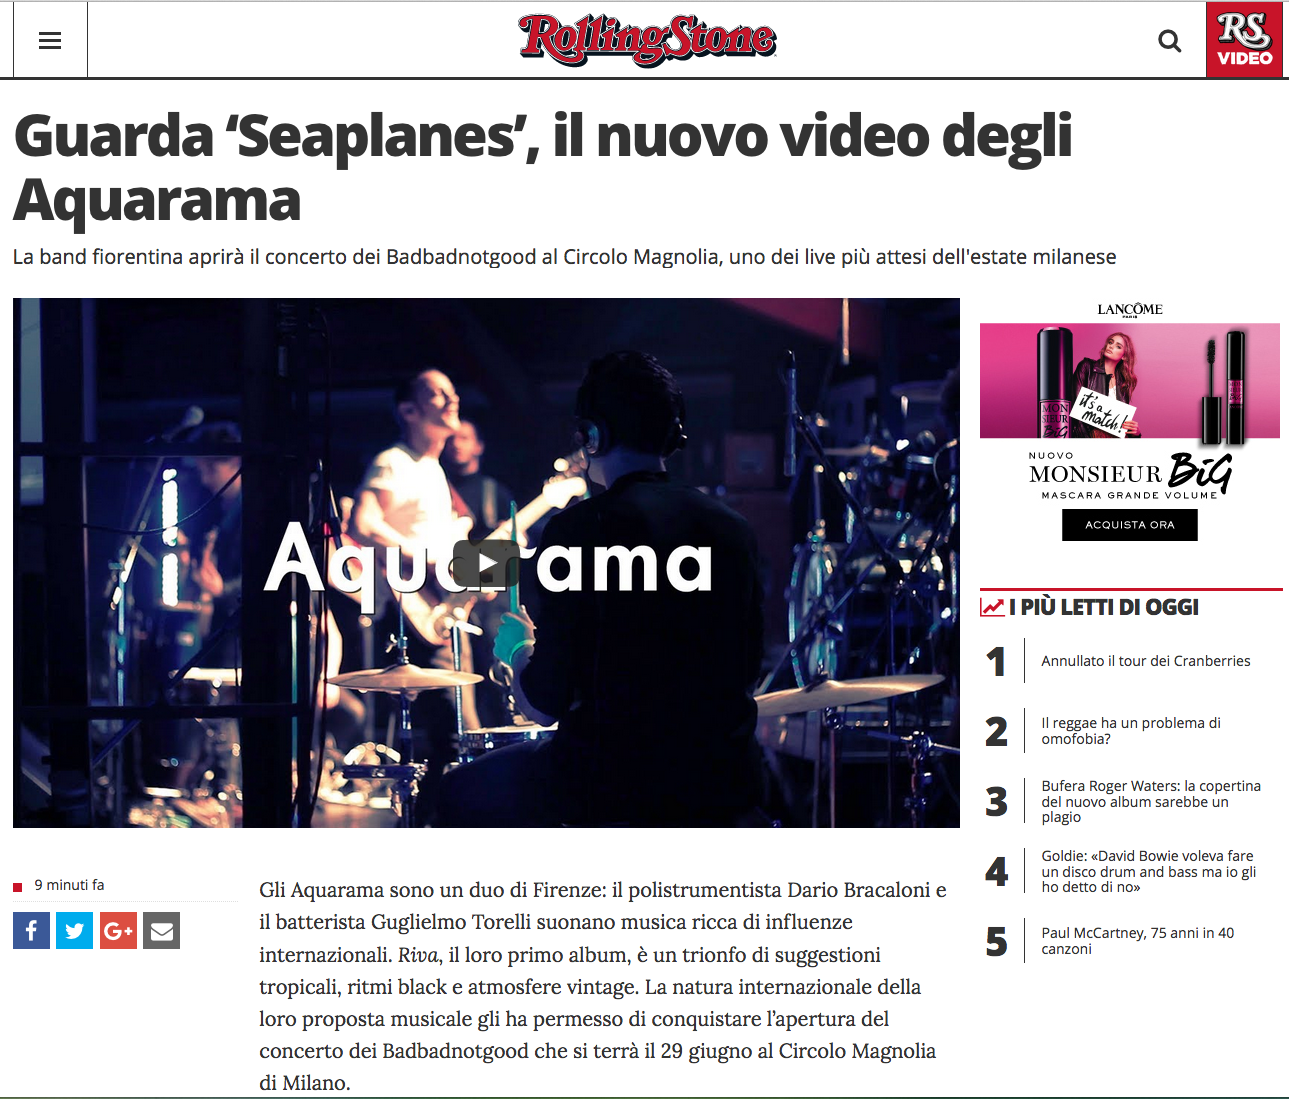 Rolling Stone
RS
VIDEO
Guarda ‘Seaplanes’, il nuovo video degli
Aquarama
La band fiorentina aprirà il concerto dei Badbadnotgood al Circolo Magnolia, uno dei live più attesi dell'estate milanese
Aquarama
LANCÔME
PARIS
MON
SIEUR
BiG
it's a
match!
NUOVO
MONSIEUR BiG
MASCARA GRANDE VOLUME
ACQUISTA ORA
I PIÙ LETTI DI OGGI
1 Annullato il tour dei Cranberries
2 Il reggae ha un problema di
omofobia?
3 Bufera Roger Waters: la copertina
del nuovo album sarebbe un
plagio
4 Goldie: «David Bowie voleva fare
un disco drum and bass ma io gli
ho detto di no»
5 Paul McCartney, 75 anni in 40
canzoni
9 minuti fa
f
G+
Gli Aquarama sono un duo di Firenze: il polistrumentista Dario Bracaloni e
il batterista Guglielmo Torelli suonano musica ricca di influenze
internazionali. Riva, il loro primo album, è un trionfo di suggestioni
tropicali, ritmi black e atmosfere vintage. La natura internazionale della
loro proposta musicale gli ha permesso di conquistare l’apertura del
concerto dei Badbadnotgood che si terrà il 29 giugno al Circolo Magnolia
di Milano.